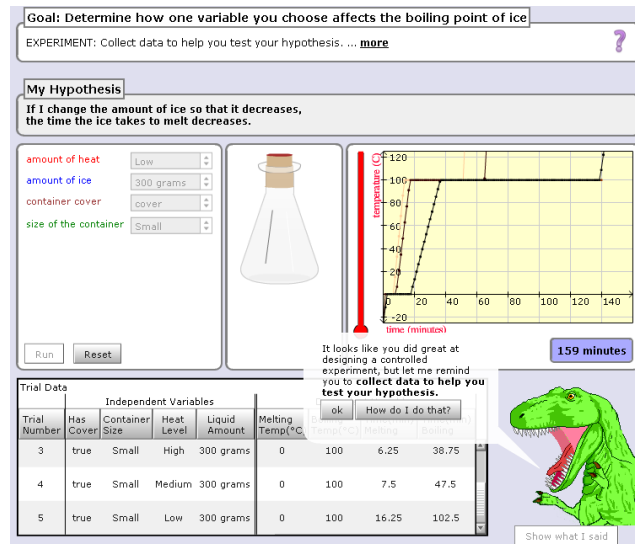 Goal: Determine how one variable you choose affects the boiling point of ice
EXPERIMENT: Collect data to help you test your hypothesis. ... more
?
My Hypothesis
If I change the amount of ice so that it decreases,
the time the ice takes to melt decreases.
amount of heat Low
amount of ice 300 grams
container cover cover
size of the container Small
Run Reset
temperature (C)
120
100
80
60
40
20
0 20 40 60 80 100 120 140
-20
time (minutes)
159 minutes
It looks like you did great at
designing a controlled
experiment, but let me remind
you to collect data to help you
test your hypothesis.
ok How do I do that?
Trial Data
Independent Variables
Trial Number Has Cover Container Size Heat Level Liquid Amount Melting Temp(°C) Melting Boiling
3 true Small High 300 grams 0 100 6.25 38.75
4 true Small Medium 300 grams 0 100 7.5 47.5
5 true Small Low 300 grams 0 100 16.25 102.5
Show what I said